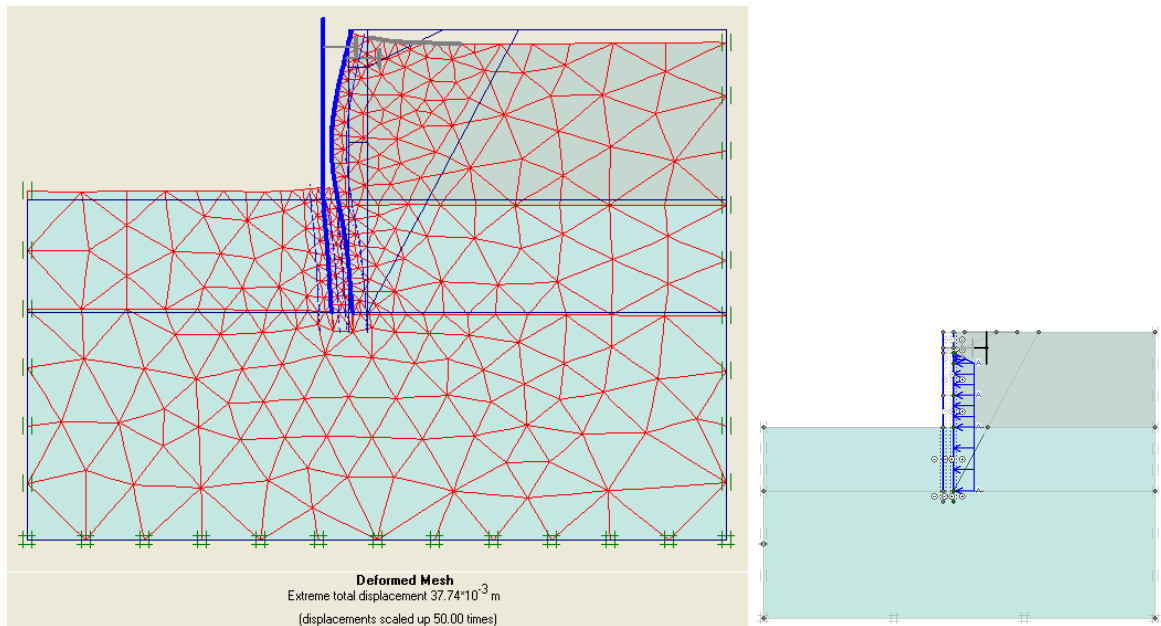 Deformed Mesh
Extreme total displacement 37.74*10-3 m
(displacements scaled up 50.00 times)
A
A
A